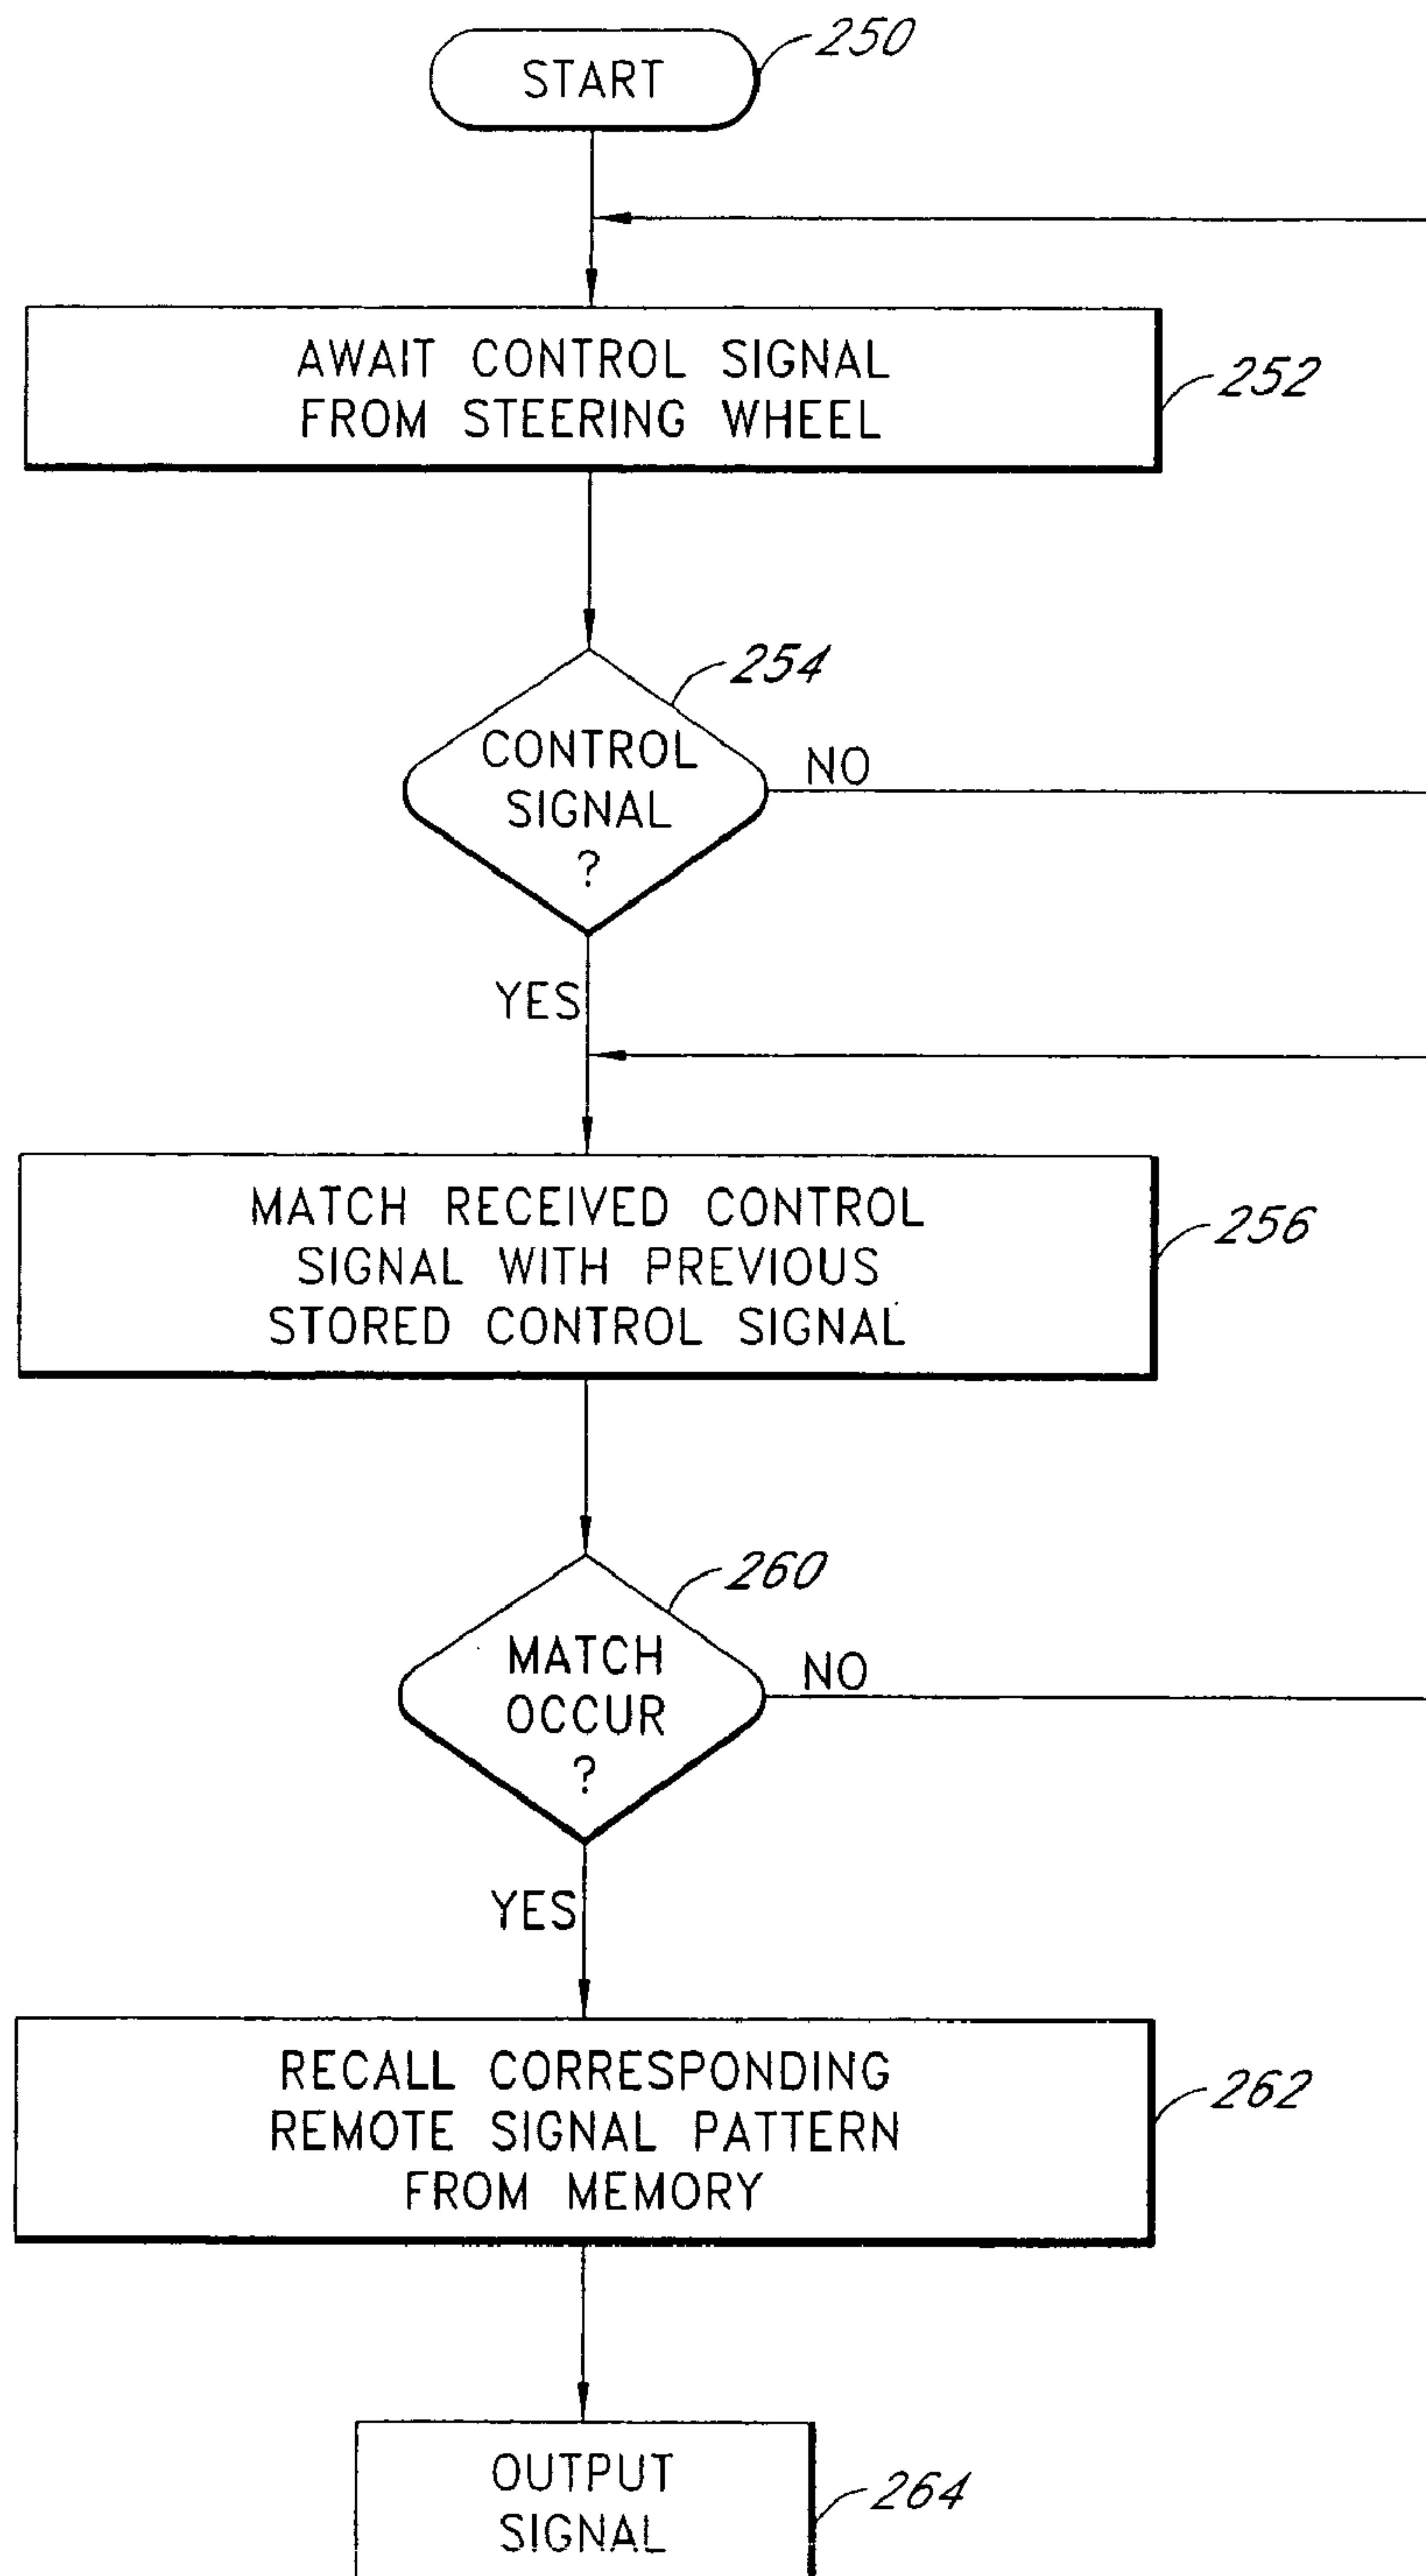 START
250
AWAIT CONTROL SIGNAL
FROM STEERING WHEEL
252
254
CONTROL
SIGNAL
?
NO
YES
MATCH RECEIVED CONTROL
SIGNAL WITH PREVIOUS
STORED CONTROL SIGNAL
256
260
MATCH
OCCUR
?
NO
YES
RECALL CORRESPONDING
REMOTE SIGNAL PATTERN
FROM MEMORY
262
OUTPUT
SIGNAL
264